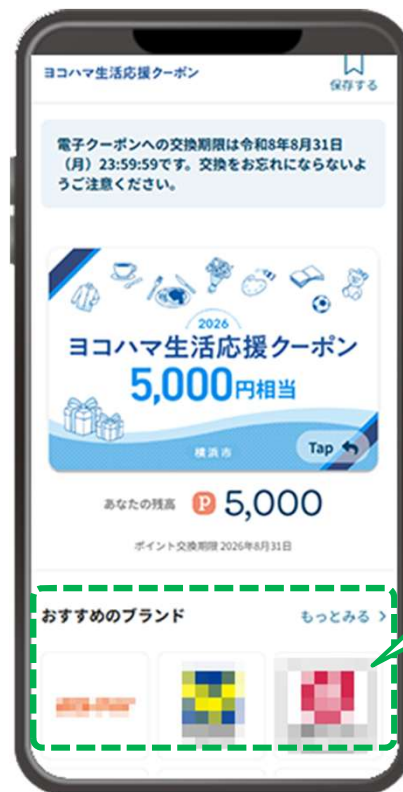 ヨコハマ生活応援クーポン
保存する
電子クーポンへの交換期限は令和8年8月31日
（月）23:59:59です。交換をお忘れにならないよ
うご注意ください。
2026
ヨコハマ生活応援クーポン
5,000円相当
横浜市
Tap
あなたの残高 P 5,000
ポイント交換期限 2026年8月31日
おすすめのブランド
もっとみる >